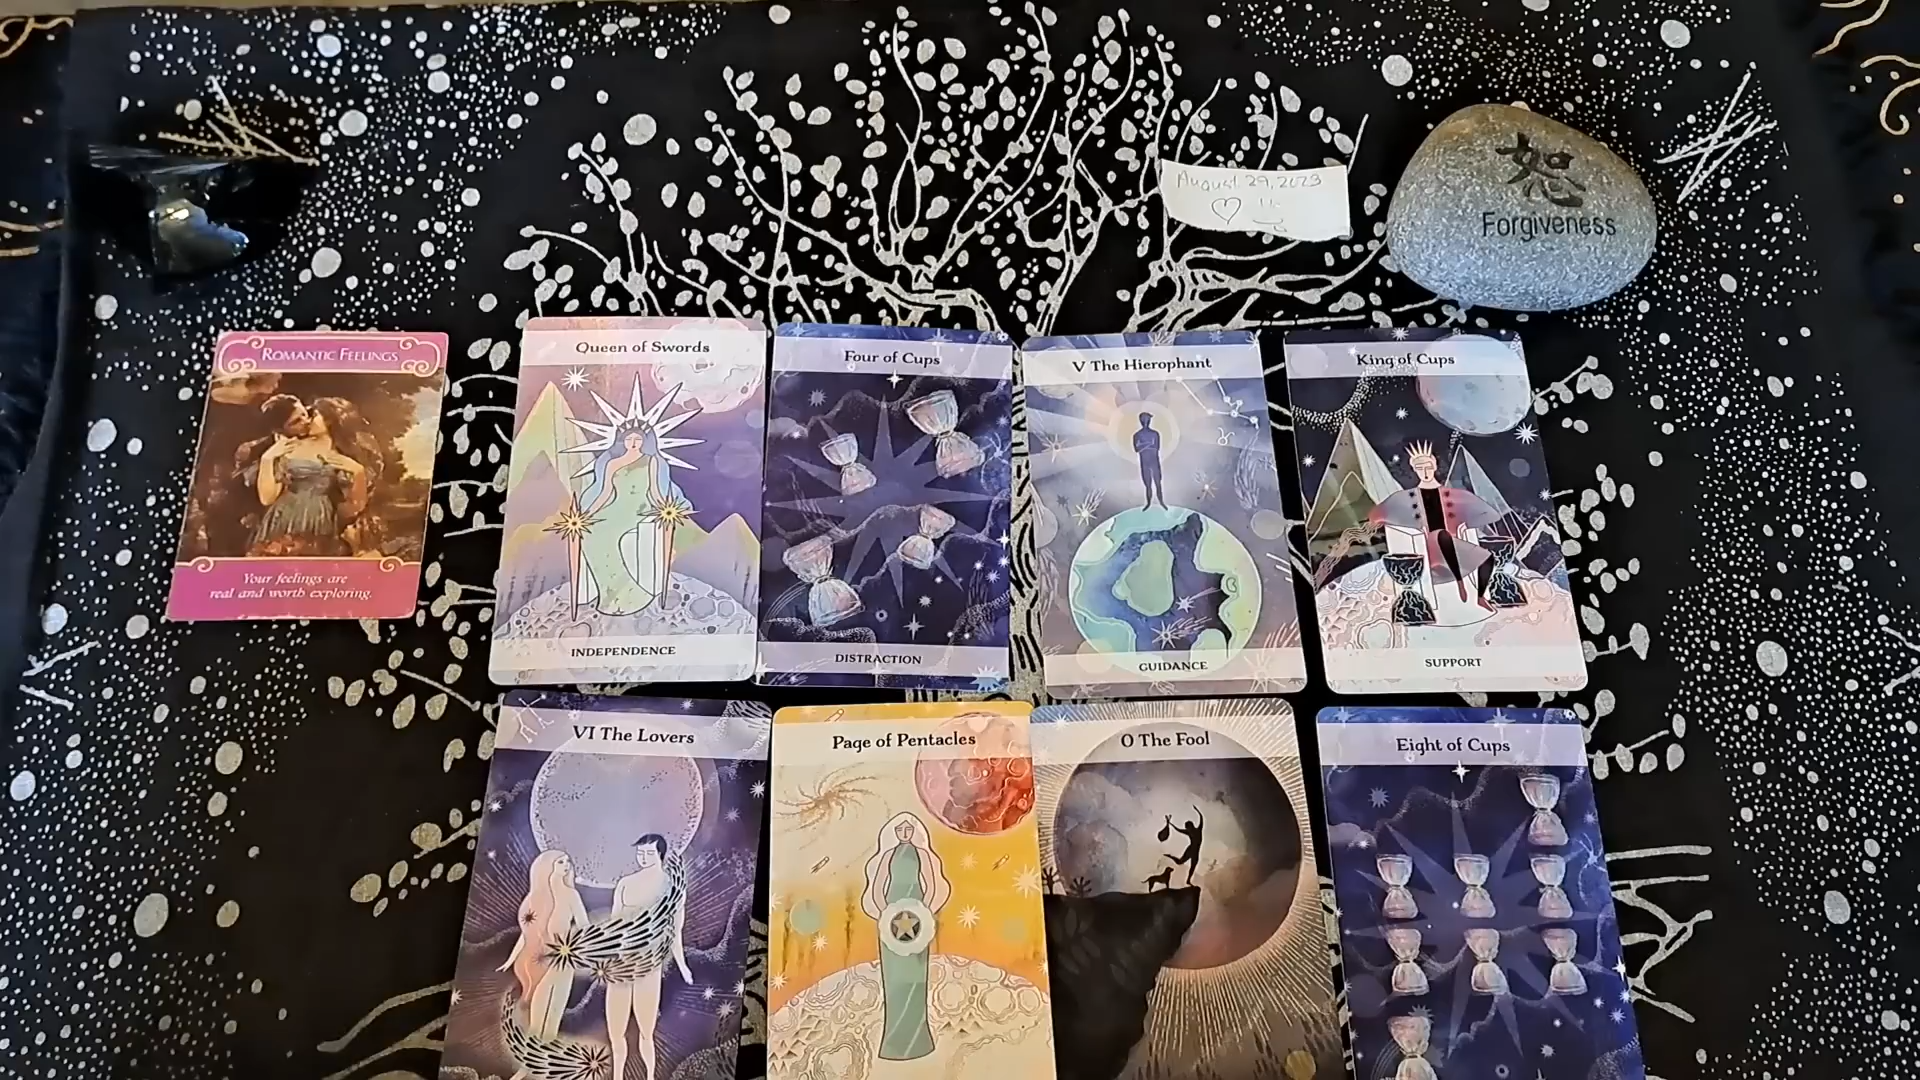 August 29, 2023
恕
Forgiveness
ROMANTIC FEELINGS
Your feelings are
real and worth exploring.
Queen of Swords
INDEPENDENCE
Four of Cups
DISTRACTION
V The Hierophant
GUIDANCE
King of Cups
SUPPORT
VI The Lovers
Page of Pentacles
0 The Fool
Eight of Cups